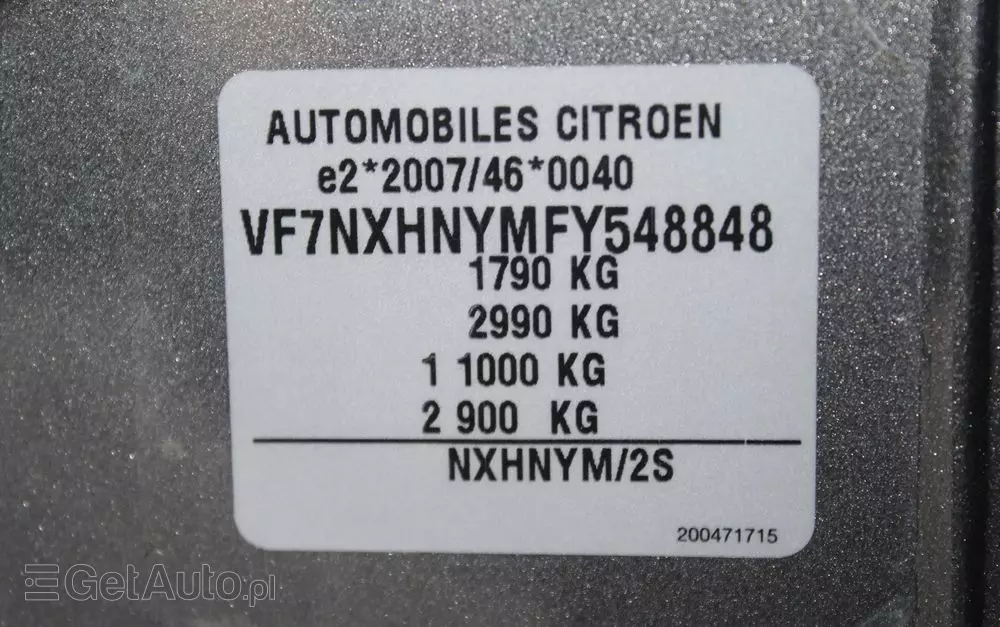 AUTOMOBILES CITROEN
e2*2007/46*0040
VF7NXHNYMFY548848
1790 KG
2990 KG
1 1000 KG
2 900 KG
NXHNYM/2S
200471715
GetAuto.pl